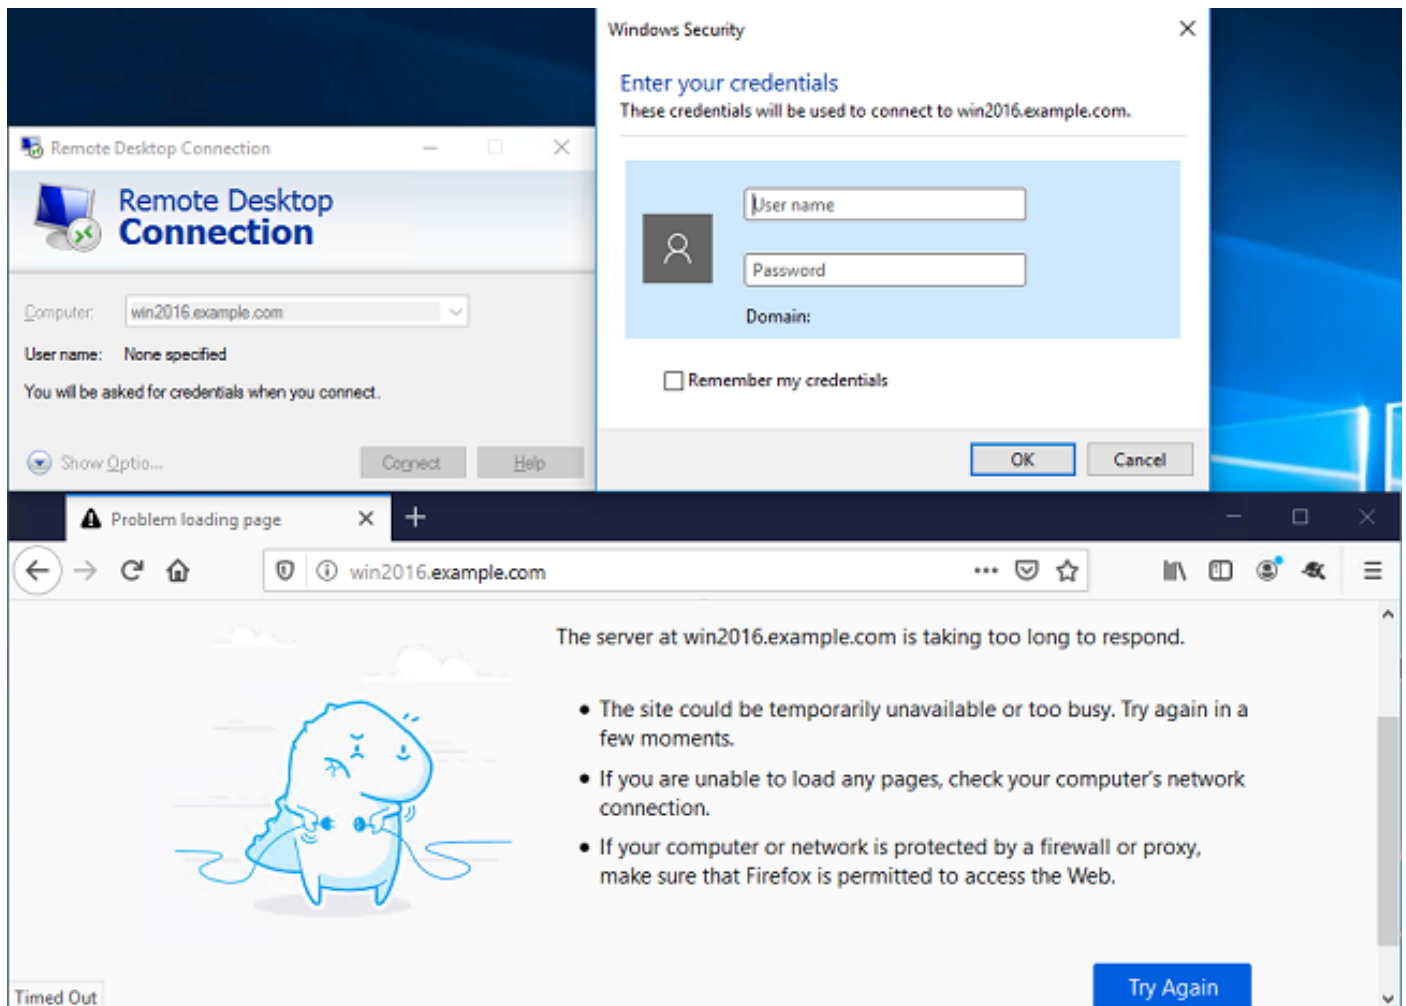 Windows Security
Enter your credentials
These credentials will be used to connect to win2016.example.com.
User name
Password
Domain:
Remember my credentials
OK Cancel
Remote Desktop Connection
Remote Desktop
Connection
Computer: win2016.example.com
User name: None specified
You will be asked for credentials when you connect.
Show Optio... Connect Help
Problem loading page
win2016.example.com
The server at win2016.example.com is taking too long to respond.
• The site could be temporarily unavailable or too busy. Try again in a
few moments.
• If you are unable to load any pages, check your computer's network
connection.
• If your computer or network is protected by a firewall or proxy,
make sure that Firefox is permitted to access the Web.
Try Again
Timed Out